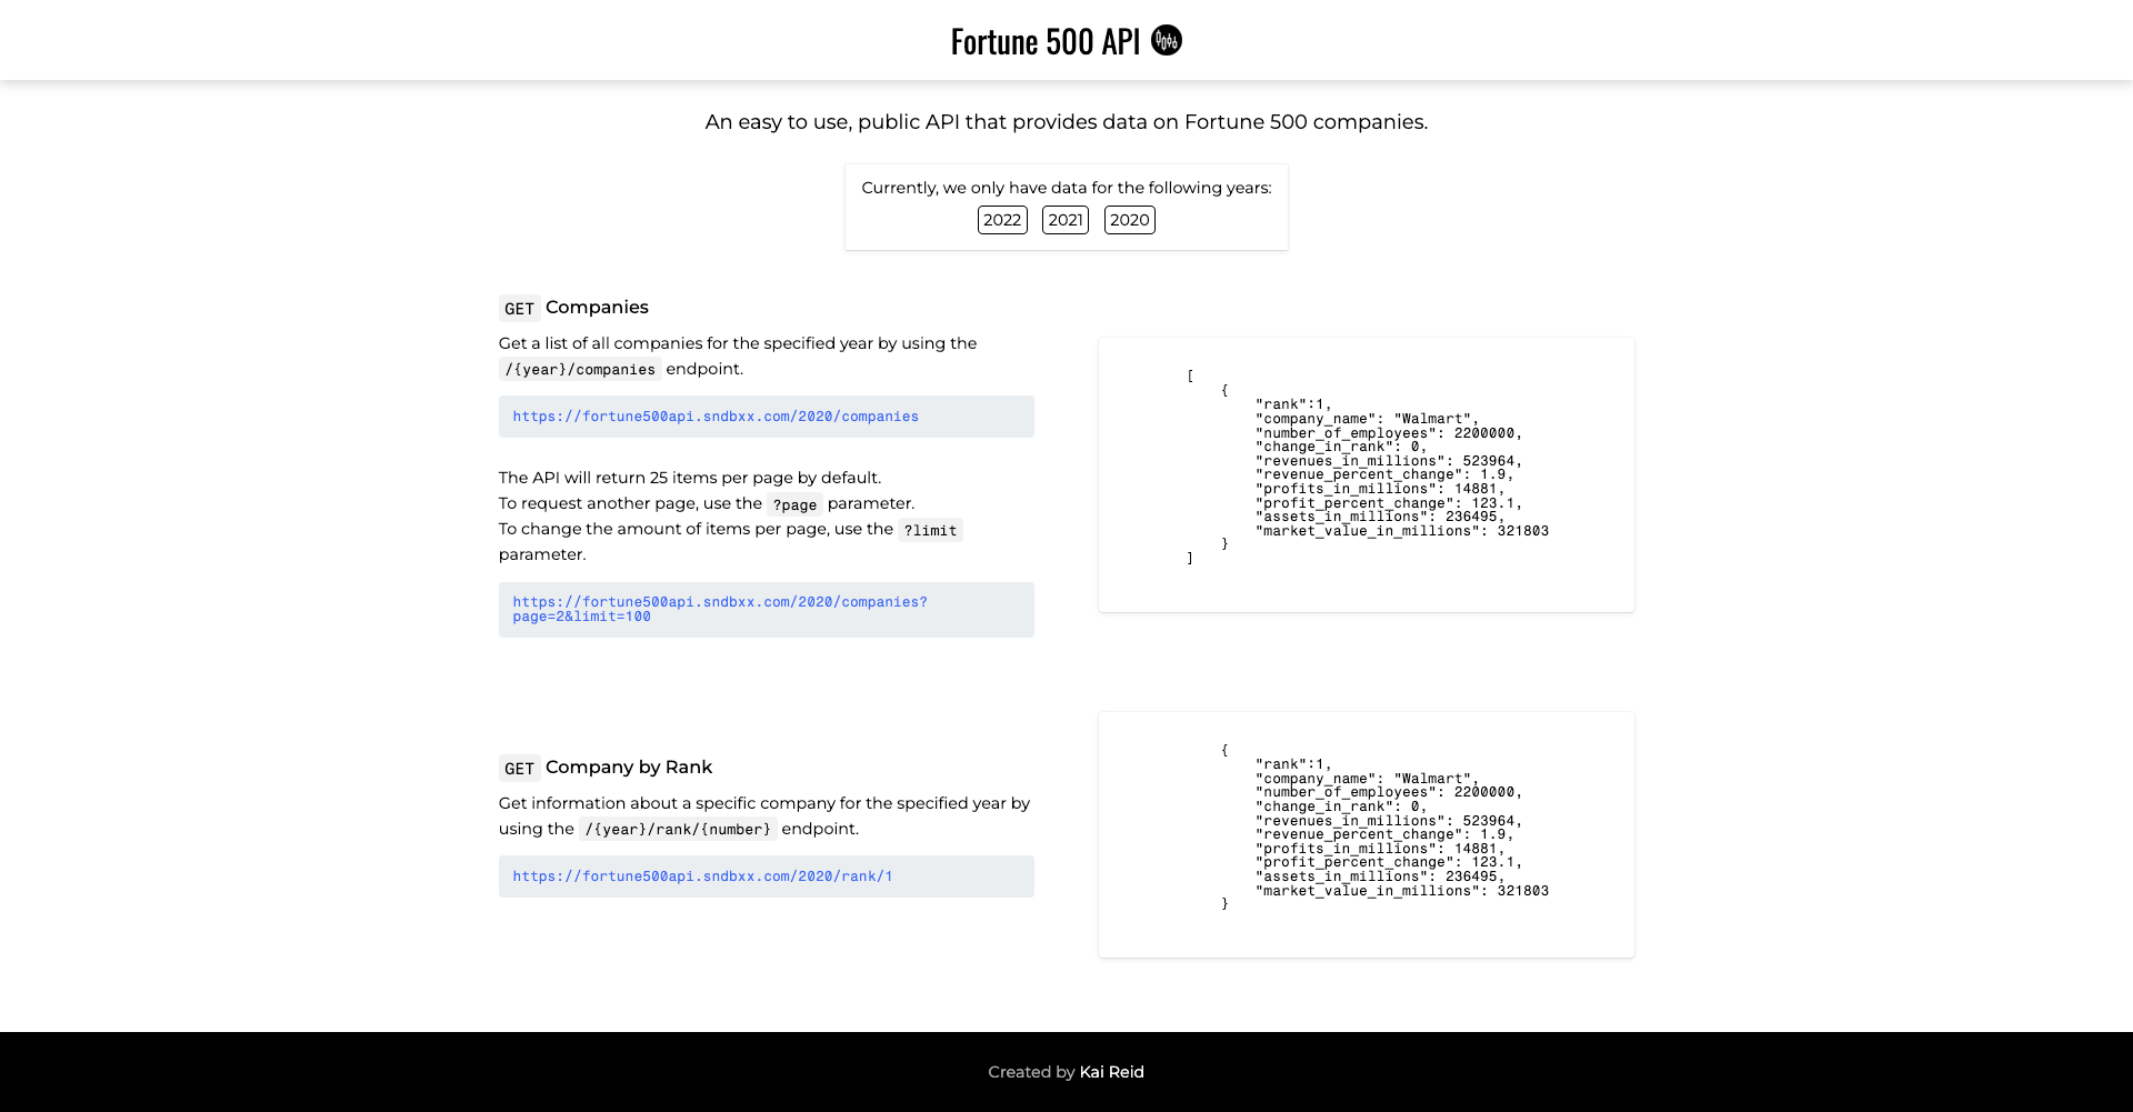 Fortune 500 API
An easy to use, public API that provides data on Fortune 500 companies.
Currently, we only have data for the following years:
2022 2021 2020
GET Companies
Get a list of all companies for the specified year by using the
/{year}/companies endpoint.
https://fortune500api.sndbxx.com/2020/companies
The API will return 25 items per page by default.
To request another page, use the ?page parameter.
To change the amount of items per page, use the ?limit
parameter.
https://fortune500api.sndbxx.com/2020/companies?
page=2&limit=100
[
{
"rank":1,
"company_name": "Walmart",
"number_of_employees": 2200000,
"change_in_rank": 0,
"revenues_in_millions": 523964,
"revenue_percent_change": 1.9,
"profits_in_millions": 14881,
"profit_percent_change": 123.1,
"assets_in_millions": 236495,
"market_value_in_millions": 321803
}
]
GET Company by Rank
Get information about a specific company for the specified year by
using the /{year}/rank/{number} endpoint.
https://fortune500api.sndbxx.com/2020/rank/1
{
"rank":1,
"company_name": "Walmart",
"number_of_employees": 2200000,
"change_in_rank": 0,
"revenues_in_millions": 523964,
"revenue_percent_change": 1.9,
"profits_in_millions": 14881,
"profit_percent_change": 123.1,
"assets_in_millions": 236495,
"market_value_in_millions": 321803
}
Created by Kai Reid